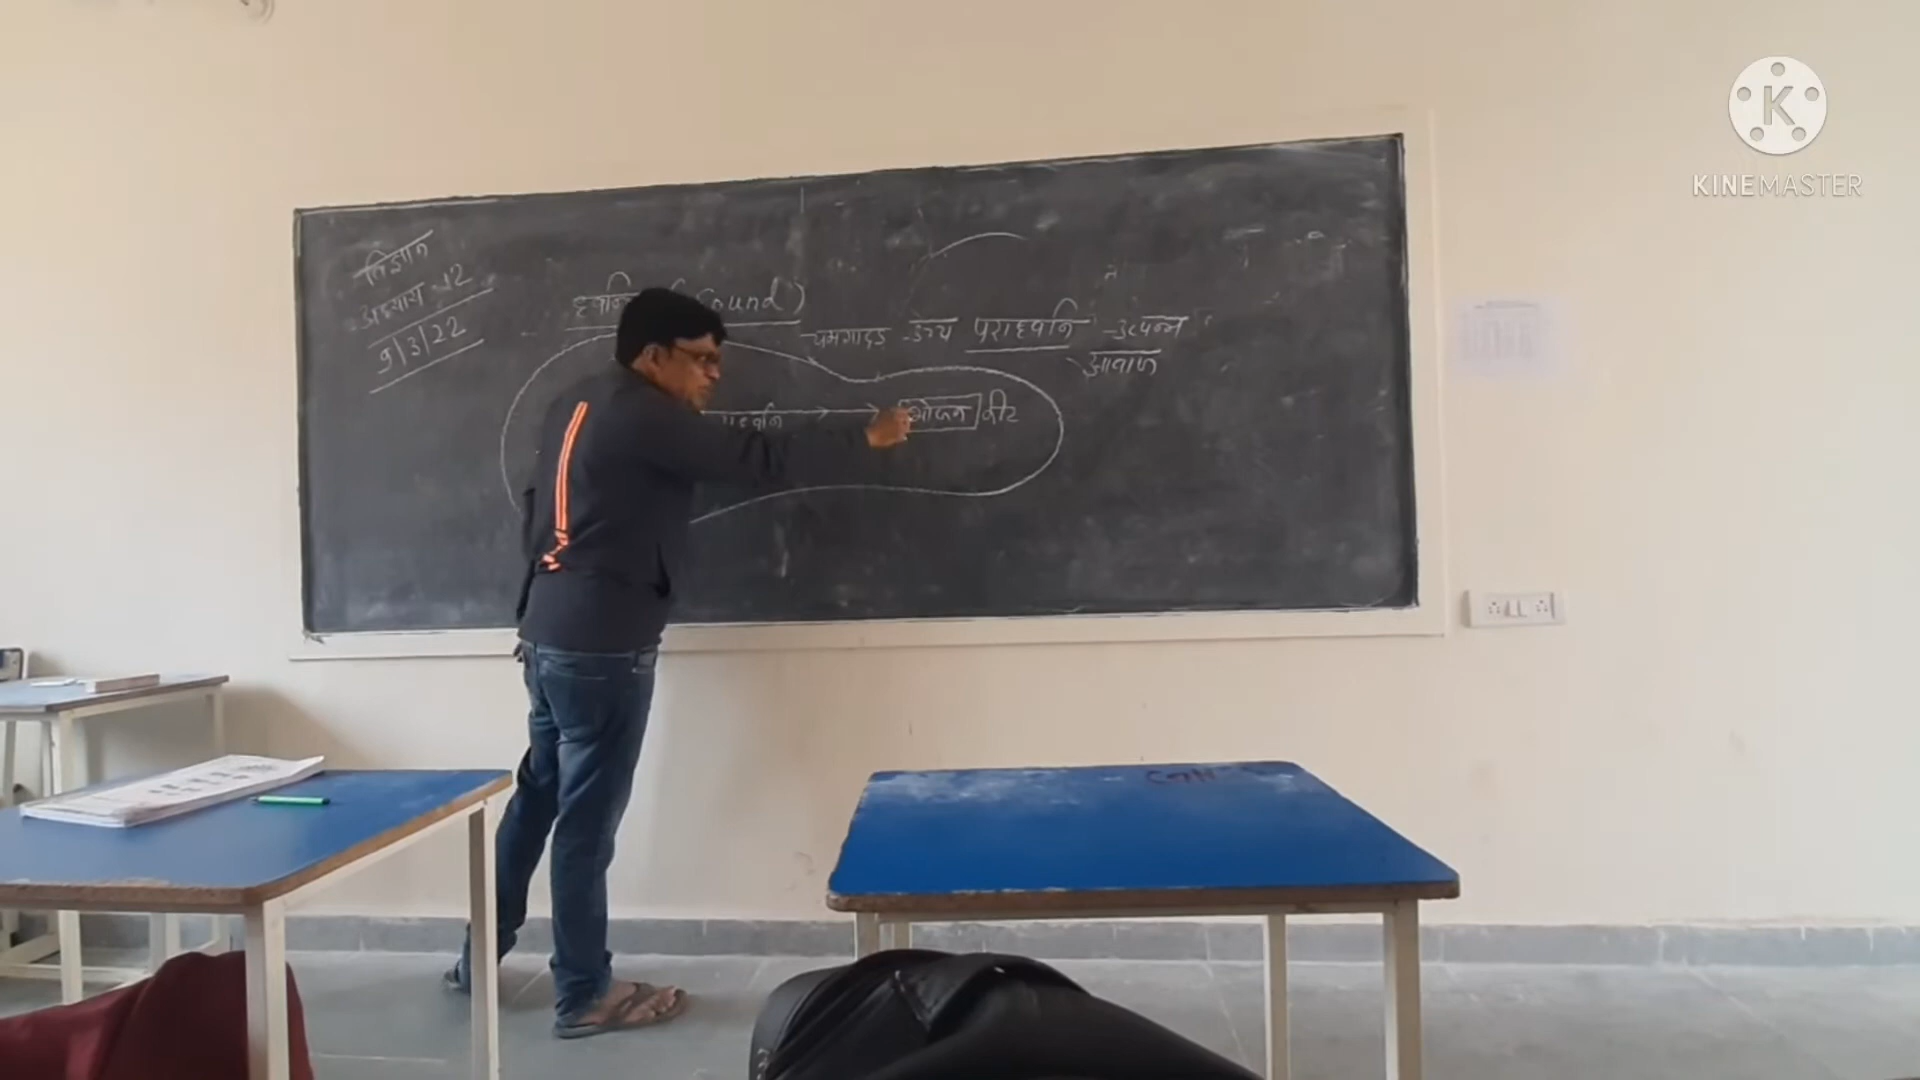 विज्ञान
अध्याय - 12
9/3/22
ध्वनि (Sound)
चमगादड़ - उच्च पराध्वनि - उत्पन्न
आवाज
भोजन कीट
KINEMASTER